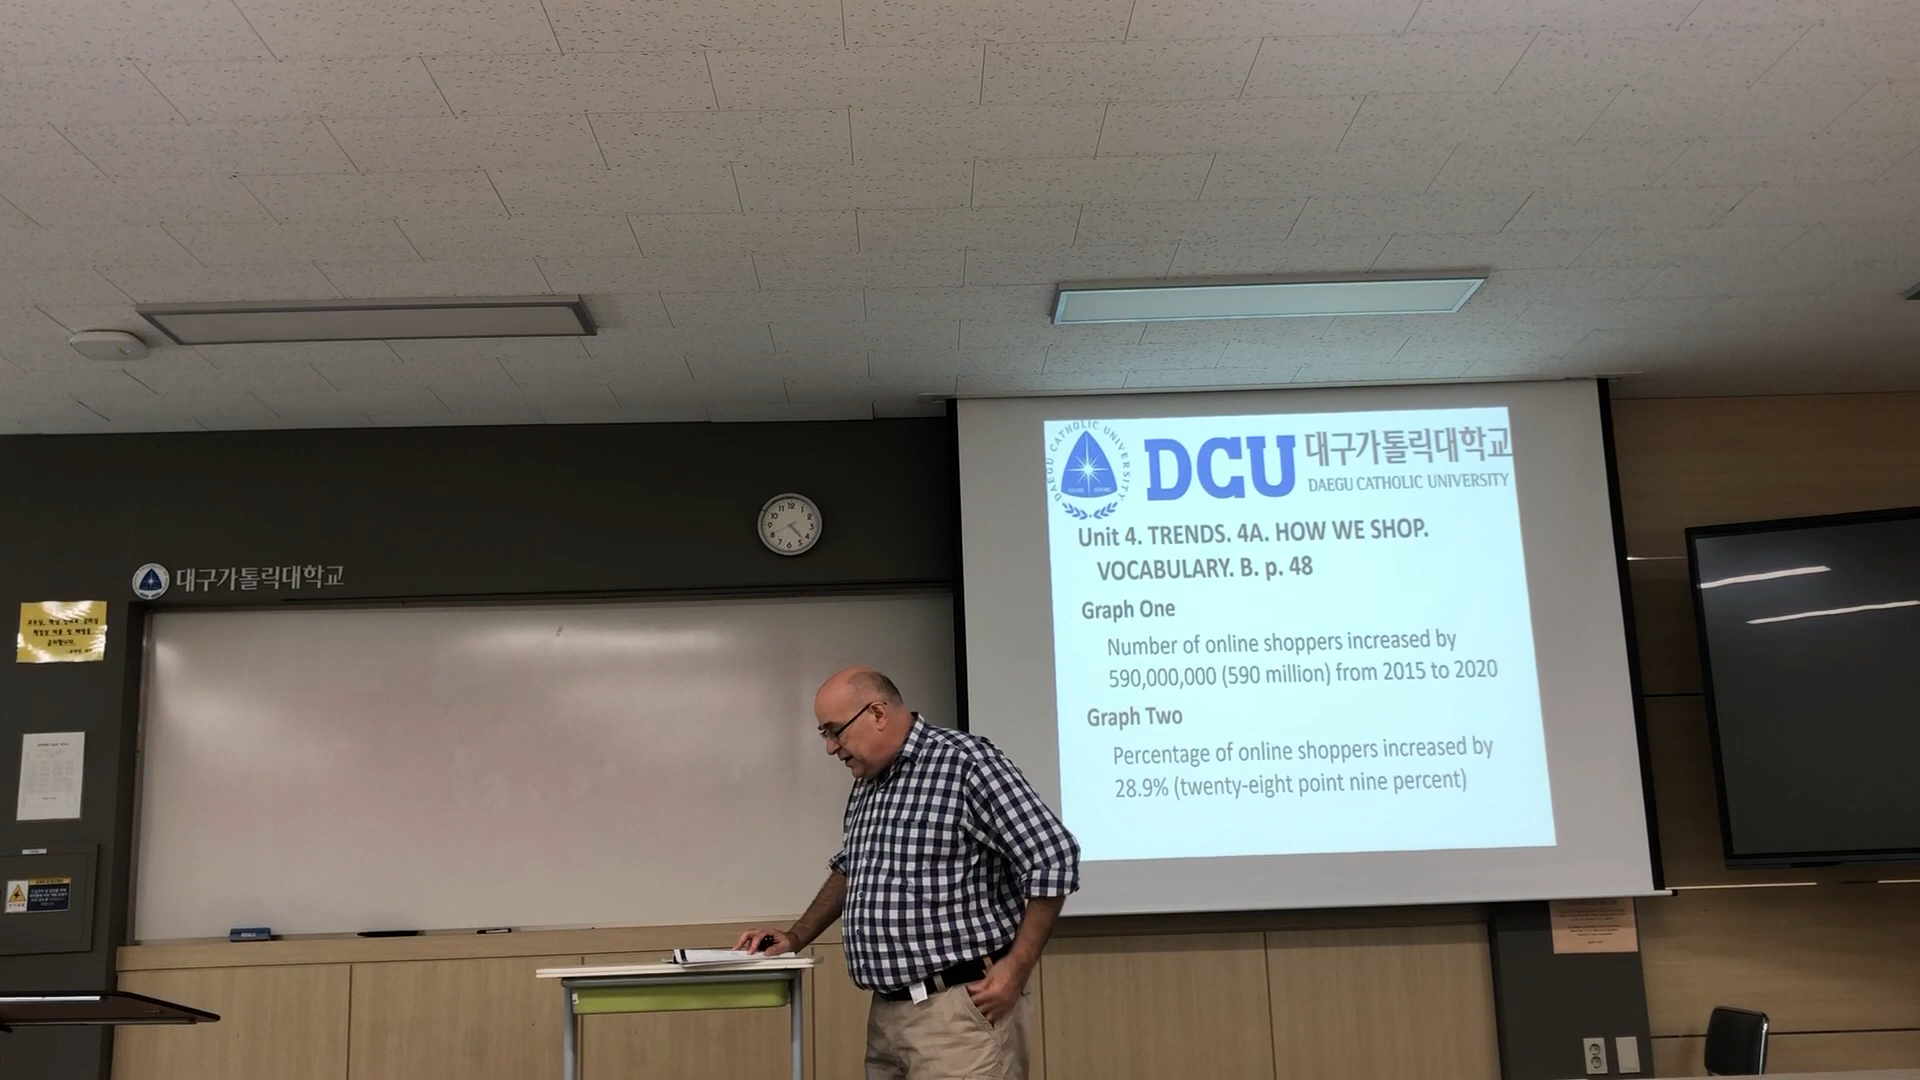 DAEGU CATHOLIC UNIVERSITY
DCU
대구가톨릭대학교
DAEGU CATHOLIC UNIVERSITY
Unit 4. TRENDS. 4A. HOW WE SHOP.
VOCABULARY. B. p. 48
Graph One
Number of online shoppers increased by
590,000,000 (590 million) from 2015 to 2020
Graph Two
Percentage of online shoppers increased by
28.9% (twenty-eight point nine percent)
대구가톨릭대학교